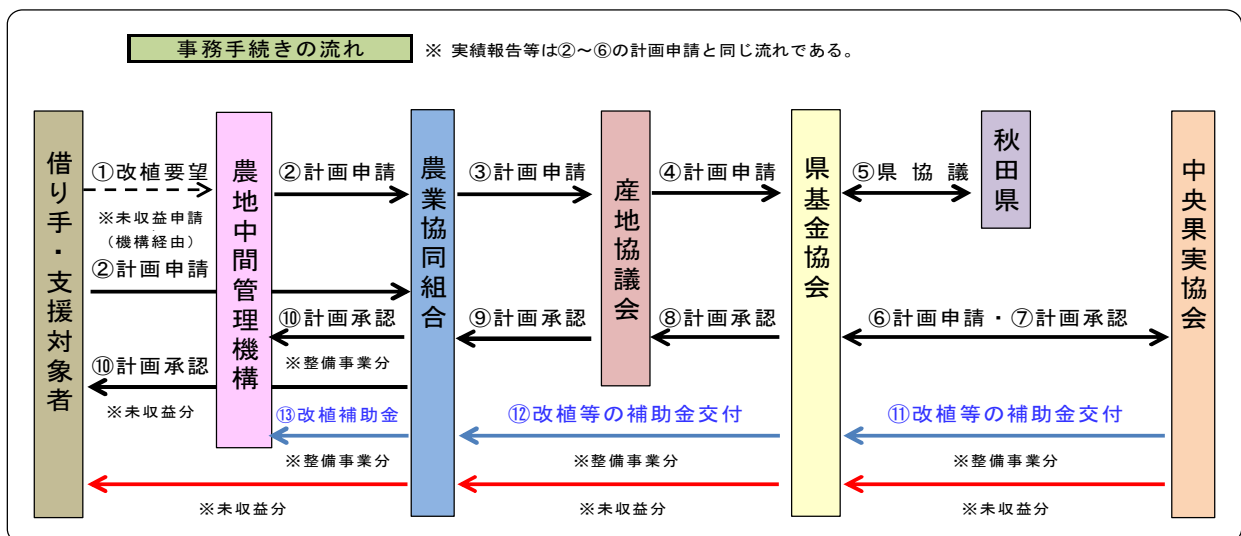 事務手続きの流れ
※ 実績報告等は②～⑥の計画申請と同じ流れである。
借り手・支援対象者
農地中間管理機構
農業協同組合
産地協議会
県基金協会
秋田県
中央果実協会
①改植要望
②計画申請
③計画申請
④計画申請
⑤県 協 議
※未収益申請
（機構経由）
②計画申請
⑩計画承認
⑨計画承認
⑧計画承認
⑥計画申請・⑦計画承認
※整備事業分
⑩計画承認
※未収益分
⑬改植補助金
⑫改植等の補助金交付
⑪改植等の補助金交付
※整備事業分
※整備事業分
※整備事業分
※未収益分
※未収益分
※未収益分